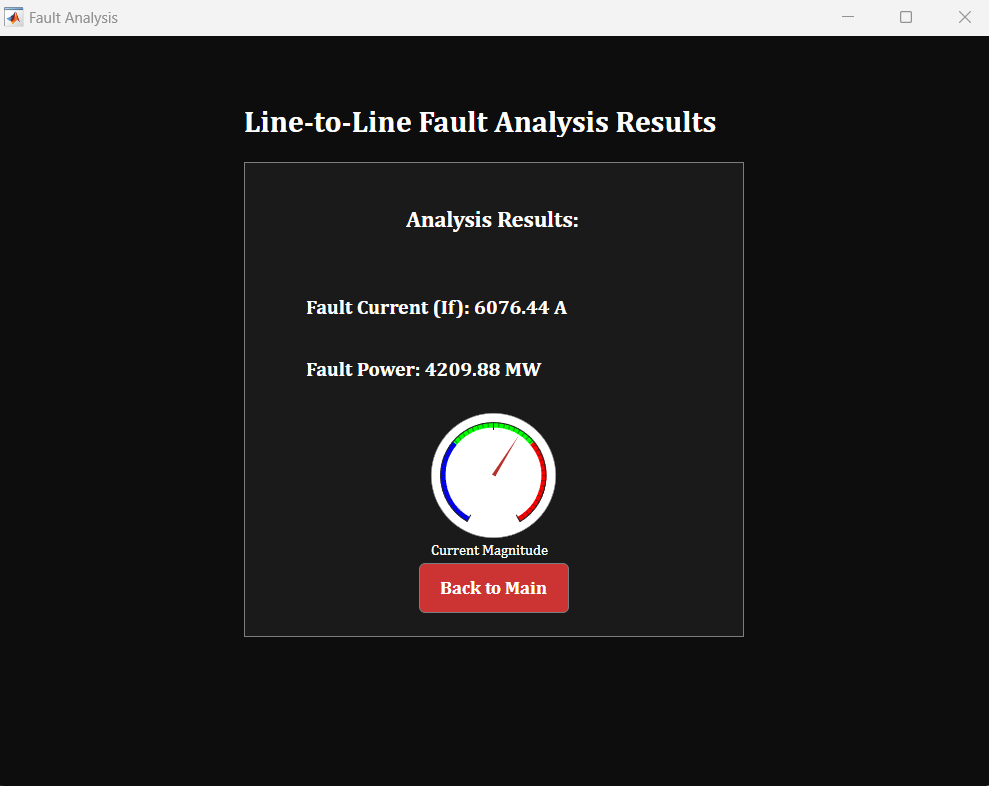 Fault Analysis
Line-to-Line Fault Analysis Results
Analysis Results:
Fault Current (If): 6076.44 A
Fault Power: 4209.88 MW
Current Magnitude
Back to Main